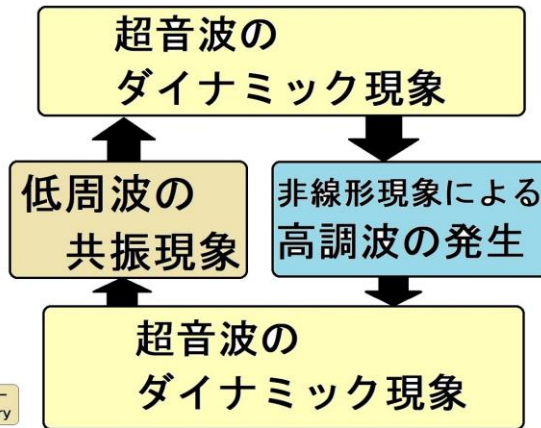 超音波の
ダイナミック現象
低周波の
共振現象
非線形現象による
高調波の発生
超音波の
ダイナミック現象
ー
ry